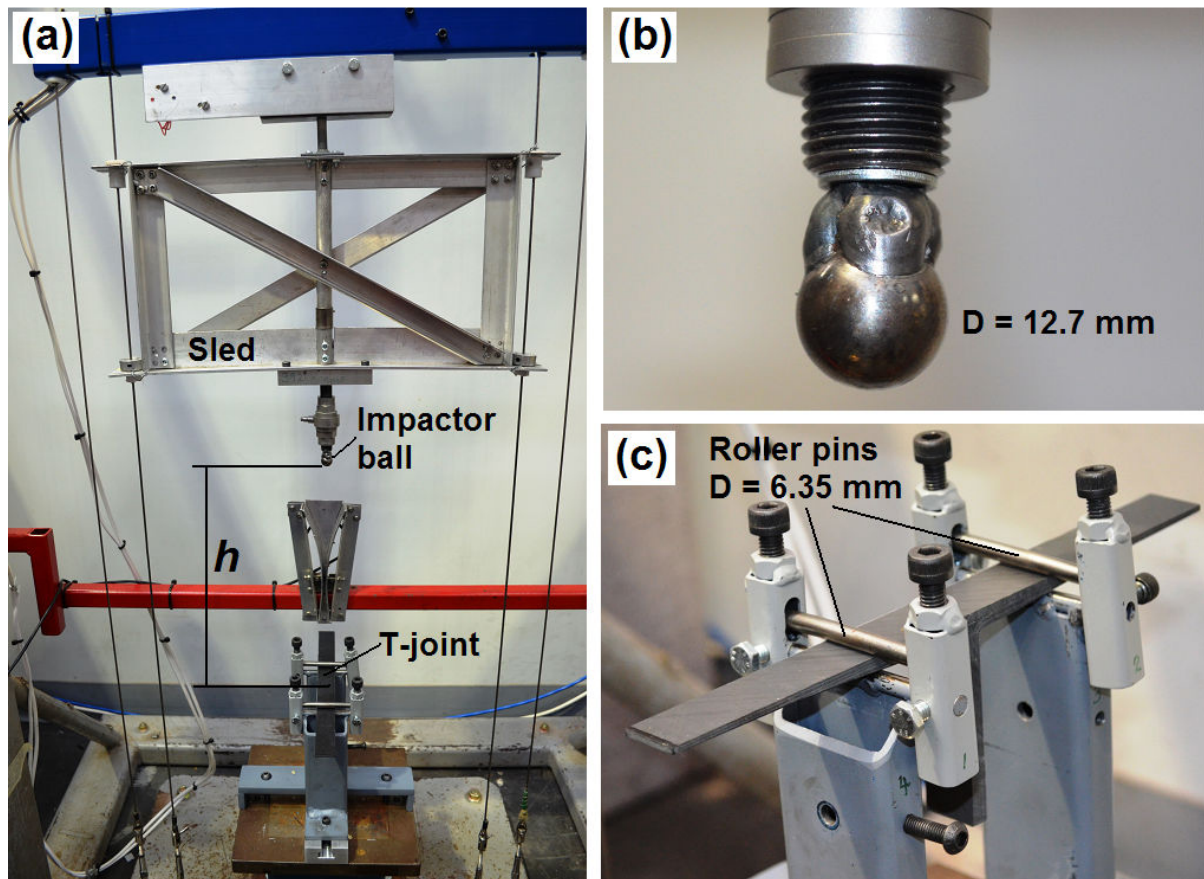 (a)
Sled
Impactor
ball
h
T-joint
(b)
D = 12.7 mm
(c)
Roller pins
D = 6.35 mm
4
1
2